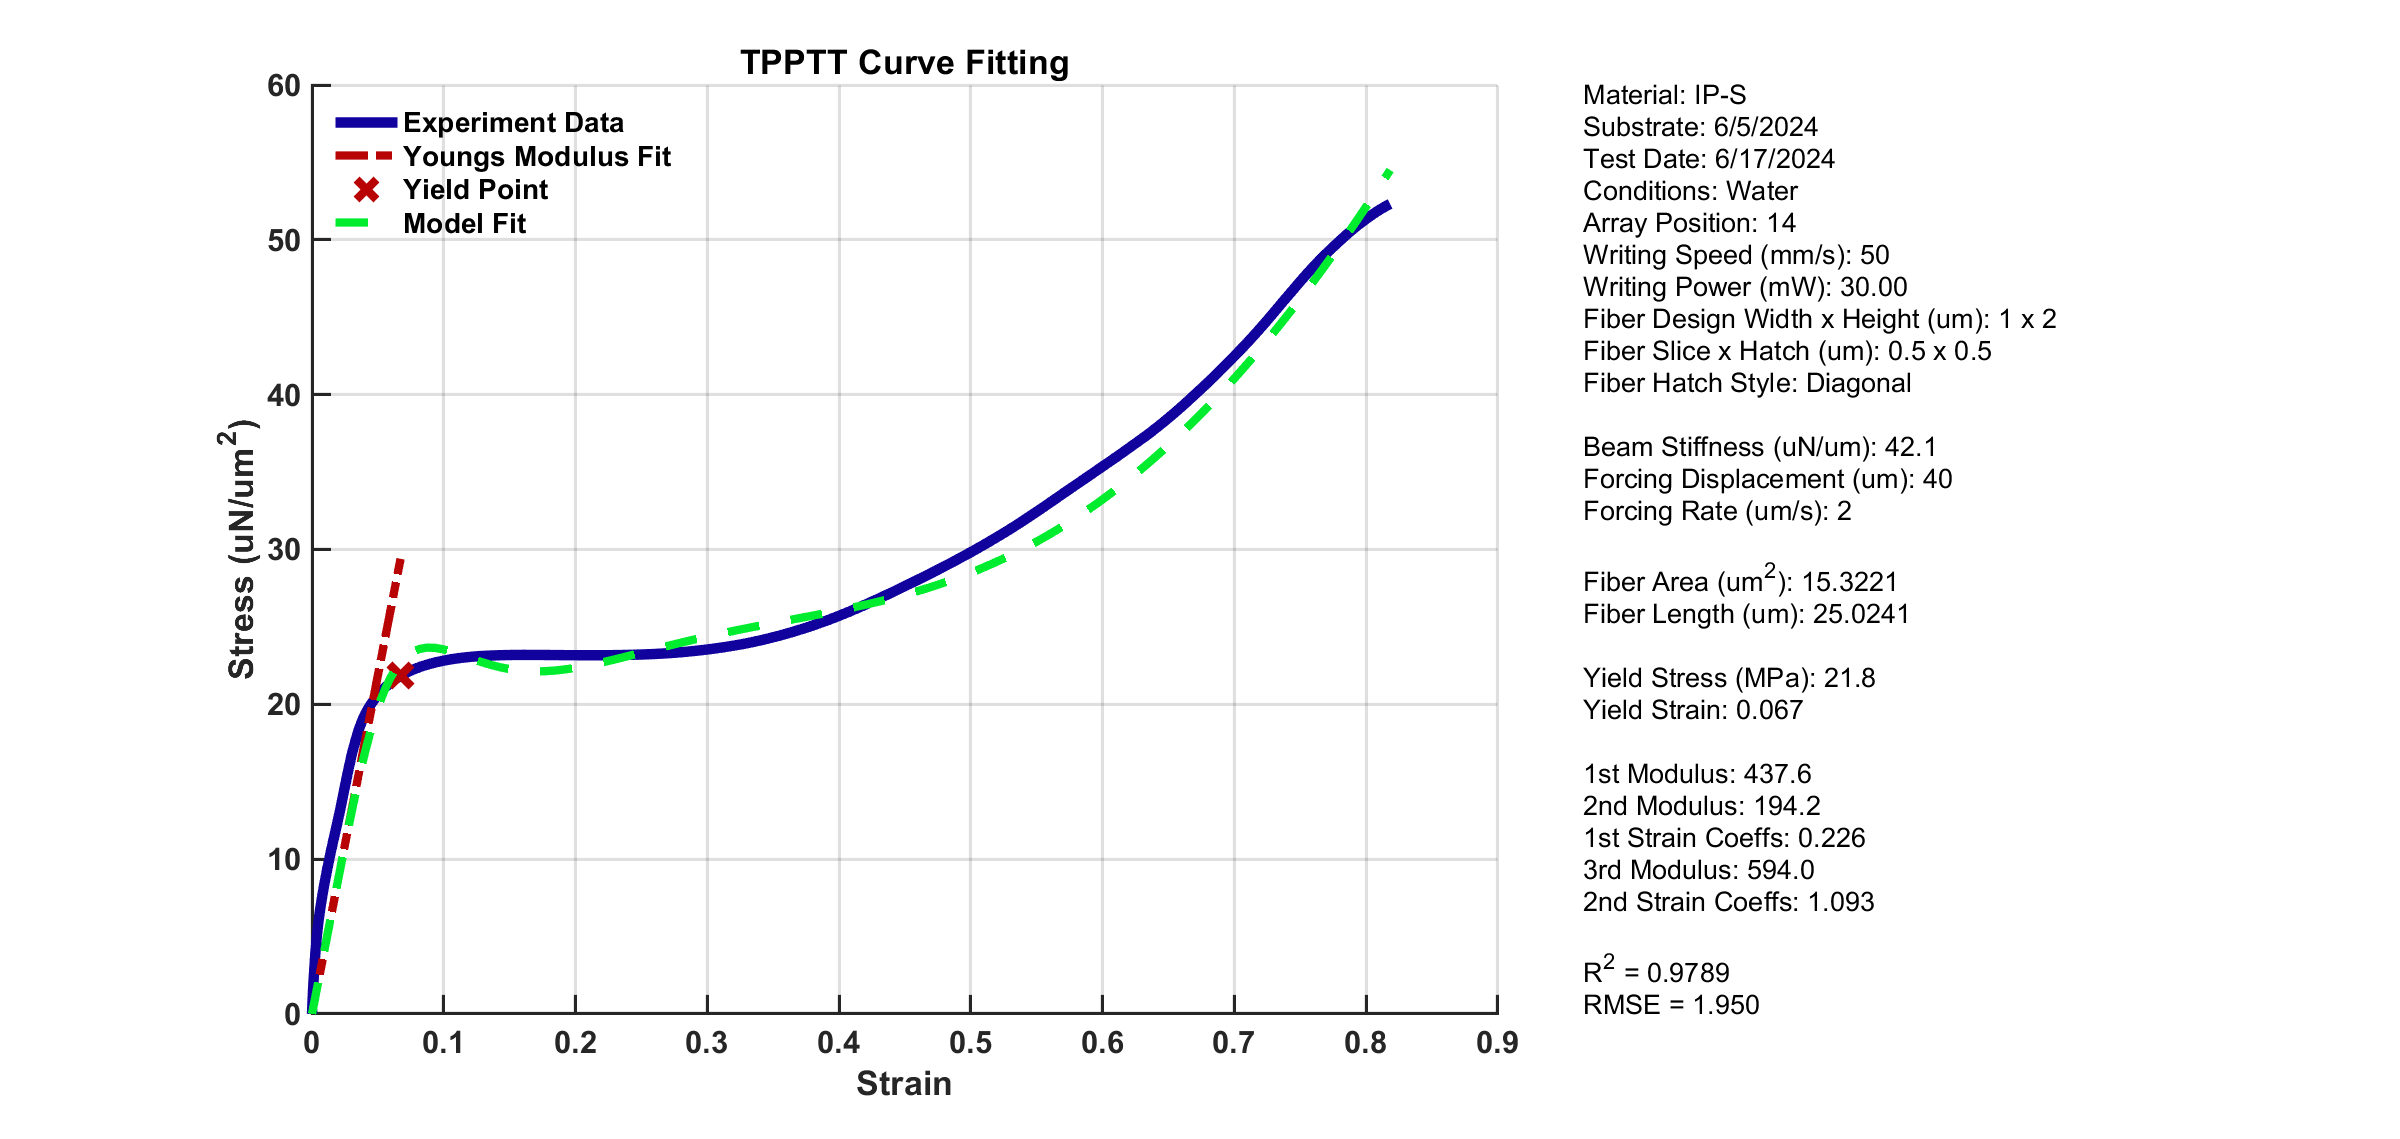 TPPTT Curve Fitting
60
50
40
30
20
10
0
Stress (uN/um²)
Experiment Data
Youngs Modulus Fit
Yield Point
Model Fit
0 0.1 0.2 0.3 0.4 0.5 0.6 0.7 0.8 0.9
Strain
Material: IP-S
Substrate: 6/5/2024
Test Date: 6/17/2024
Conditions: Water
Array Position: 14
Writing Speed (mm/s): 50
Writing Power (mW): 30.00
Fiber Design Width x Height (um): 1 x 2
Fiber Slice x Hatch (um): 0.5 x 0.5
Fiber Hatch Style: Diagonal
Beam Stiffness (uN/um): 42.1
Forcing Displacement (um): 40
Forcing Rate (um/s): 2
Fiber Area (um²): 15.3221
Fiber Length (um): 25.0241
Yield Stress (MPa): 21.8
Yield Strain: 0.067
1st Modulus: 437.6
2nd Modulus: 194.2
1st Strain Coeffs: 0.226
3rd Modulus: 594.0
2nd Strain Coeffs: 1.093
R² = 0.9789
RMSE = 1.950